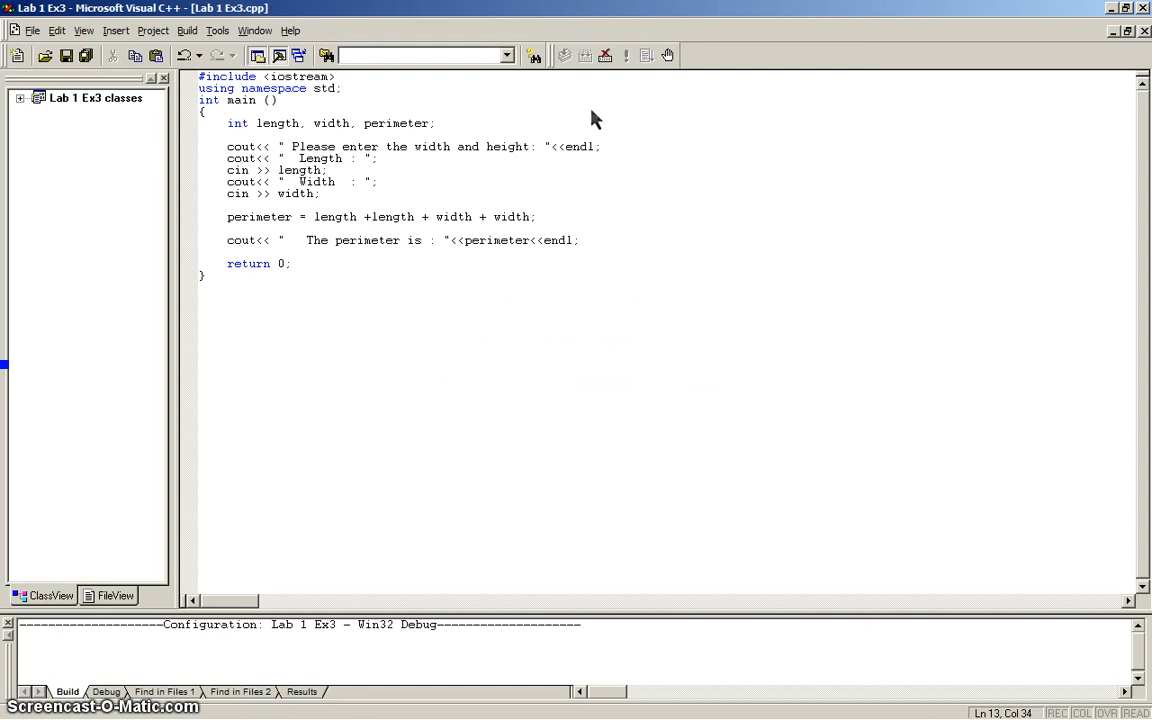 Lab 1 Ex3 - Microsoft Visual C++ - [Lab 1 Ex3.cpp]
File Edit View Insert Project Build Tools Window Help
Lab 1 Ex3 classes
#include <iostream>
using namespace std;
int main ()
{
    int length, width, perimeter;
    cout<< " Please enter the width and height: "<<endl;
    cout<< "  Length : ";
    cin >> length;
    cout<< "  Width  : ";
    cin >> width;
    perimeter = length +length + width + width;
    cout<< "   The perimeter is : "<<perimeter<<endl;
    return 0;
}
ClassView FileView
--------------------Configuration: Lab 1 Ex3 - Win32 Debug--------------------
Build Debug Find in Files 1 Find in Files 2 Results
Screencast-O-Matic.com
Ln 13, Col 34 REC COL OVR READ